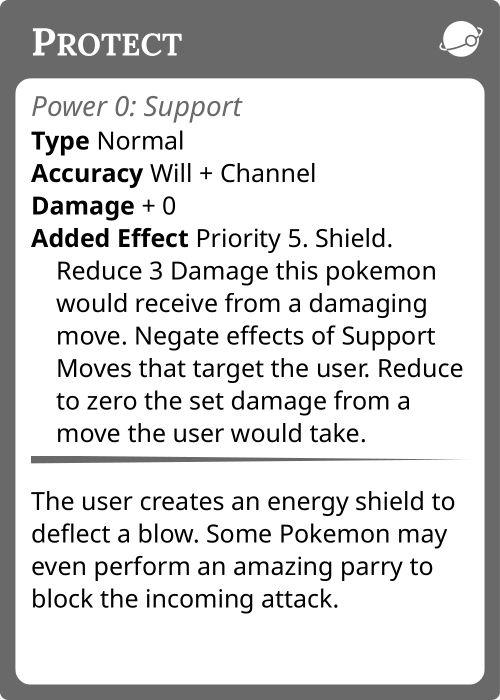 PROTECT
Power 0: Support
Type Normal
Accuracy Will + Channel
Damage + 0
Added Effect Priority 5. Shield.
Reduce 3 Damage this pokemon
would receive from a damaging
move. Negate effects of Support
Moves that target the user. Reduce
to zero the set damage from a
move the user would take.
The user creates an energy shield to
deflect a blow. Some Pokemon may
even perform an amazing parry to
block the incoming attack.